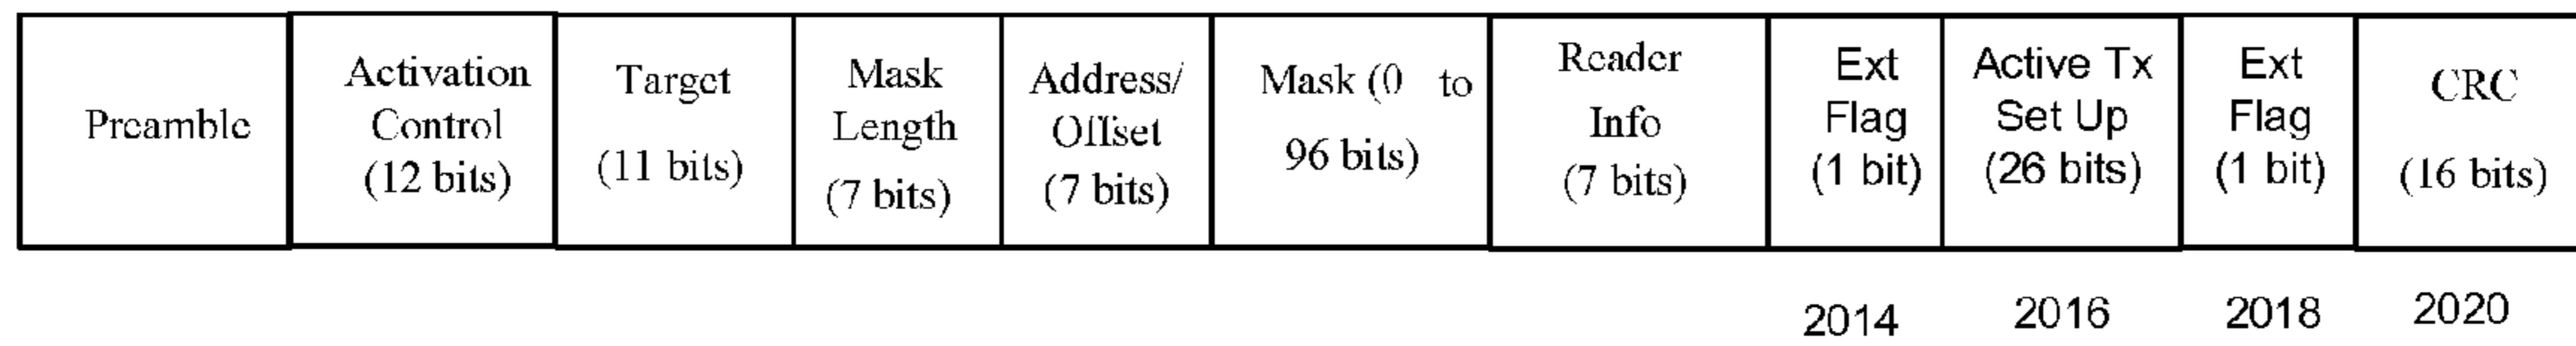 Preamble
Activation
Control
(12 bits)
Target
(11 bits)
Mask
Length
(7 bits)
Address/
Offset
(7 bits)
Mask (0 to
96 bits)
Reader
Info
(7 bits)
Ext
Flag
(1 bit)
Active Tx
Set Up
(26 bits)
Ext
Flag
(1 bit)
CRC
(16 bits)
2014
2016
2018
2020